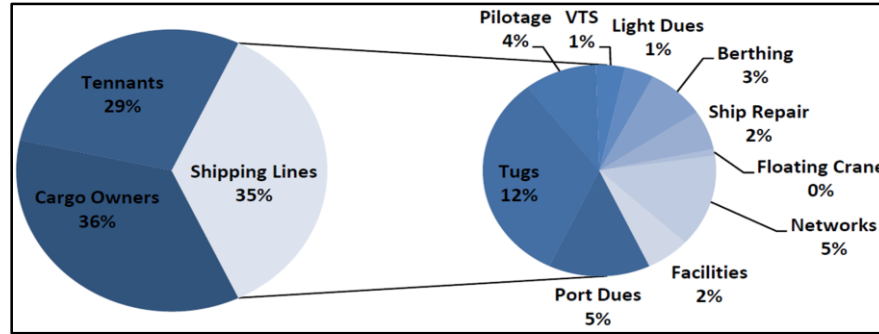 Tennants
29%
Cargo Owners
36%
Shipping Lines
35%
Pilotage
4%
VTS
1%
Light Dues
1%
Berthing
3%
Ship Repair
2%
Floating Crane
0%
Networks
5%
Facilities
2%
Port Dues
5%
Tugs
12%